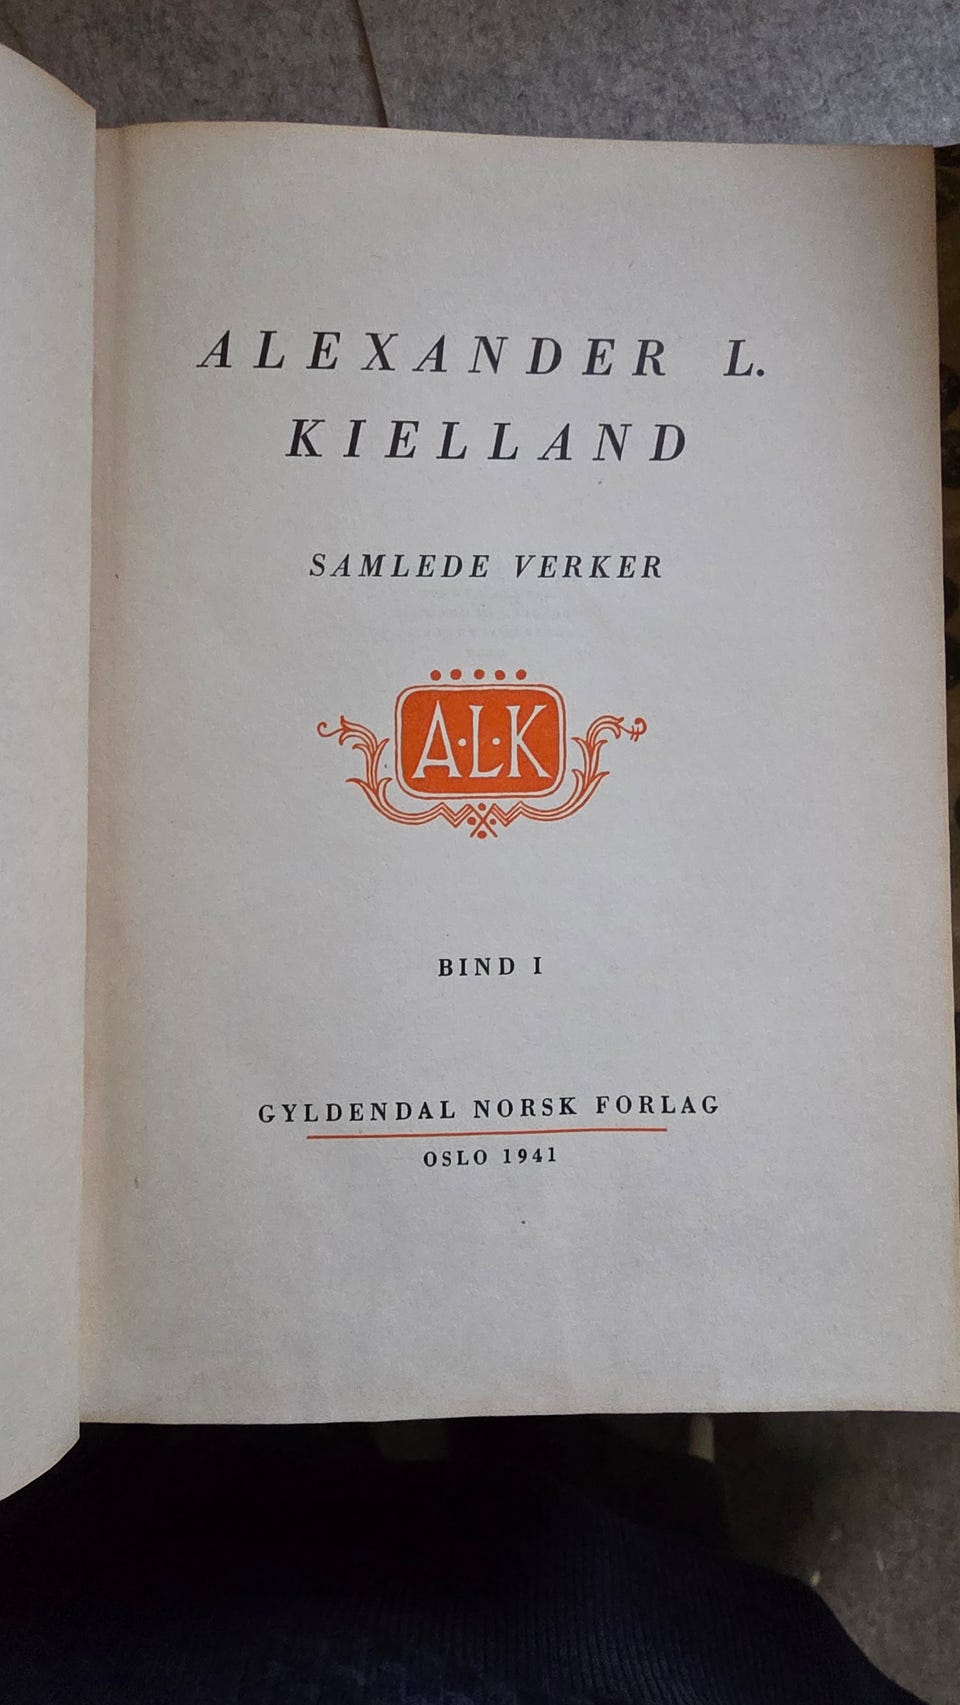 ALEXANDER L.
KIELLAND
SAMLEDE VERKER
A·L·K
BIND I
GYLDENDAL NORSK FORLAG
OSLO 1941